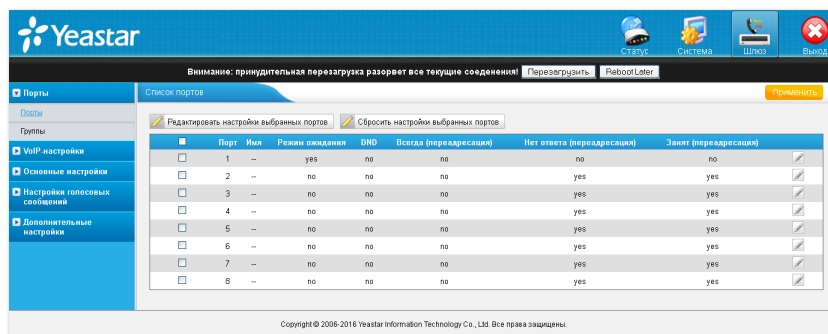 Yeastar
Статус Система Шлюз Выход
Внимание: принудительная перезагрузка разорвет все текущие соеденения! Перезагрузить Reboot Later
Порты
Порты
Группы
VoIP-настройки
Основные настройки
Настройки голосовых
сообщений
Дополнительные
настройки
Список портов Применить
Редактировать настройки выбранных портов Сбросить настройки выбранных портов
Порт Имя Режим ожидания DND Всегда (переадресация) Нет ответа (переадресация) Занят (переадресация)
1 -- yes no no no no
2 -- no no no yes yes
3 -- no no no yes yes
4 -- no no no yes yes
5 -- no no no yes yes
6 -- no no no yes yes
7 -- no no no yes yes
8 -- no no no yes yes
Copyright © 2006-2016 Yeastar Information Technology Co., Ltd. Все права защищены.